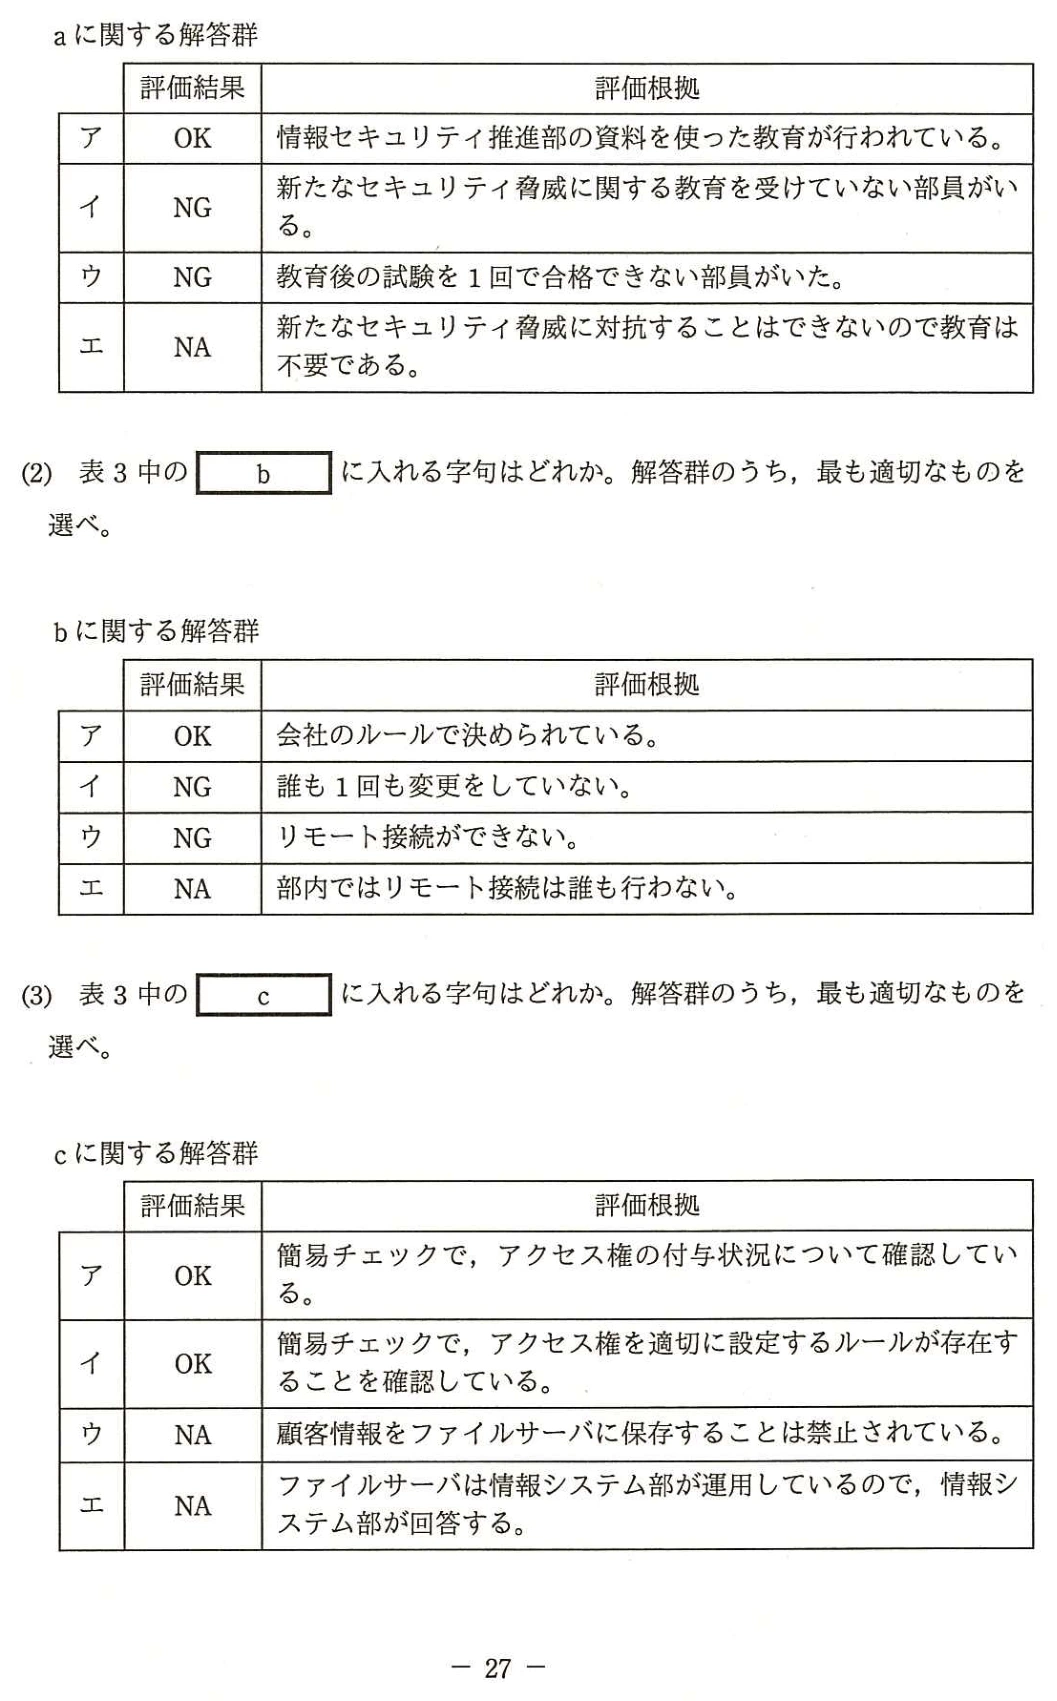 aに関する解答群
評価結果 評価根拠
ア OK 情報セキュリティ推進部の資料を使った教育が行われている。
イ NG 新たなセキュリティ脅威に関する教育を受けていない部員がい
る。
ウ NG 教育後の試験を1回で合格できない部員がいた。
エ NA 新たなセキュリティ脅威に対抗することはできないので教育は
不要である。
(2) 表3中の b に入れる字句はどれか。解答群のうち，最も適切なものを
選べ。
bに関する解答群
評価結果 評価根拠
ア OK 会社のルールで決められている。
イ NG 誰も1回も変更をしていない。
ウ NG リモート接続ができない。
エ NA 部内ではリモート接続は誰も行わない。
(3) 表3中の c に入れる字句はどれか。解答群のうち，最も適切なものを
選べ。
cに関する解答群
評価結果 評価根拠
ア OK 簡易チェックで，アクセス権の付与状況について確認してい
る。
イ OK 簡易チェックで，アクセス権を適切に設定するルールが存在す
ることを確認している。
ウ NA 顧客情報をファイルサーバに保存することは禁止されている。
エ NA ファイルサーバは情報システム部が運用しているので，情報シ
ステム部が回答する。
－ 27 －